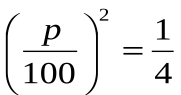 (p/100)² = 1/4